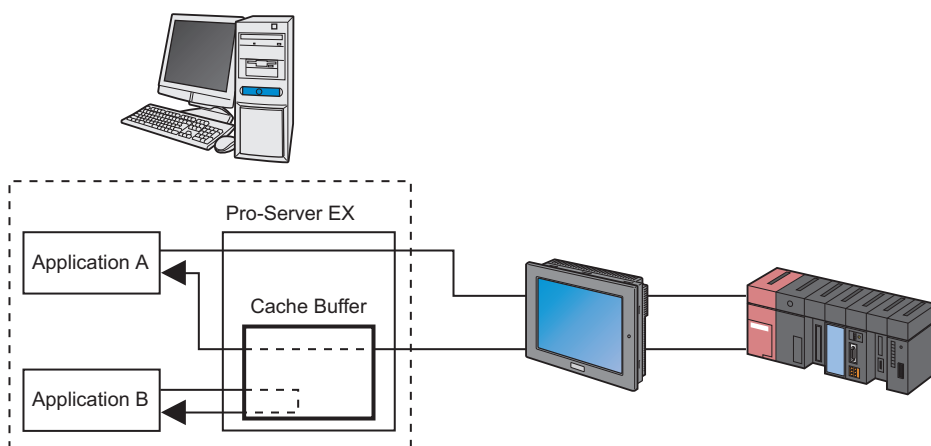 Pro-Server EX
Application A
Cache Buffer
Application B